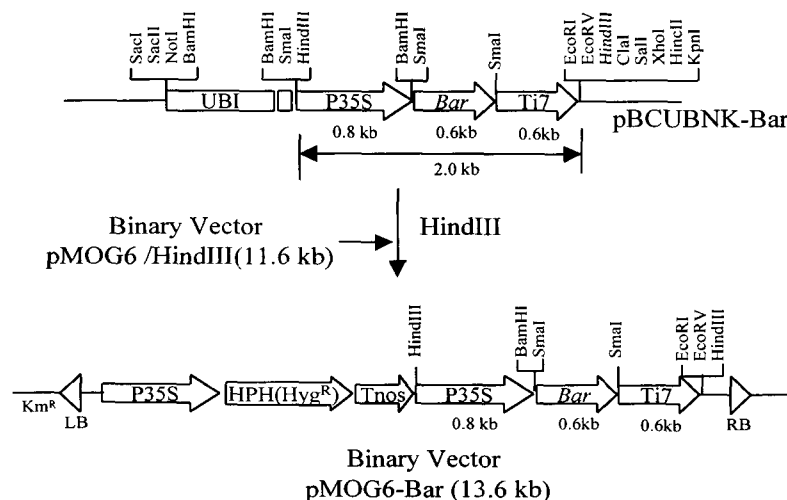 SacI
SacII
NotI
BamHI
BamHI
SmaI
HindIII
BamHI
SmaI
SmaI
EcoRI
EcoRV
HindIII
ClaI
SalI
XhoI
HincII
KpnI
UBI
P35S
Bar
Ti7
pBCUBNK-Bar
0.8 kb
0.6kb
0.6kb
2.0 kb
Binary Vector
pMOG6 /HindIII(11.6 kb)
HindIII
HindIII
BamHI
SmaI
SmaI
EcoRI
EcoRV
HindIII
KmR
LB
P35S
HPH(HygR)
Tnos
P35S
Bar
Ti7
RB
0.8 kb
0.6kb
0.6kb
Binary Vector
pMOG6-Bar (13.6 kb)